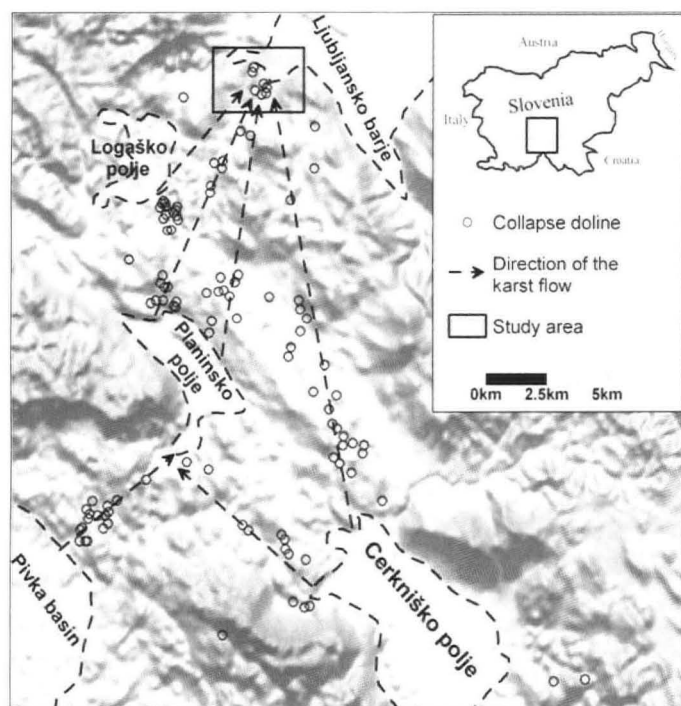 Ljubljansko barje
Logaško
polje
Planinsko
polje
Pivka basin
Cerkniško polje
Austria
Slovenia
Italy
Croatia
Collapse doline
Direction of the
karst flow
Study area
0km 2.5km 5km